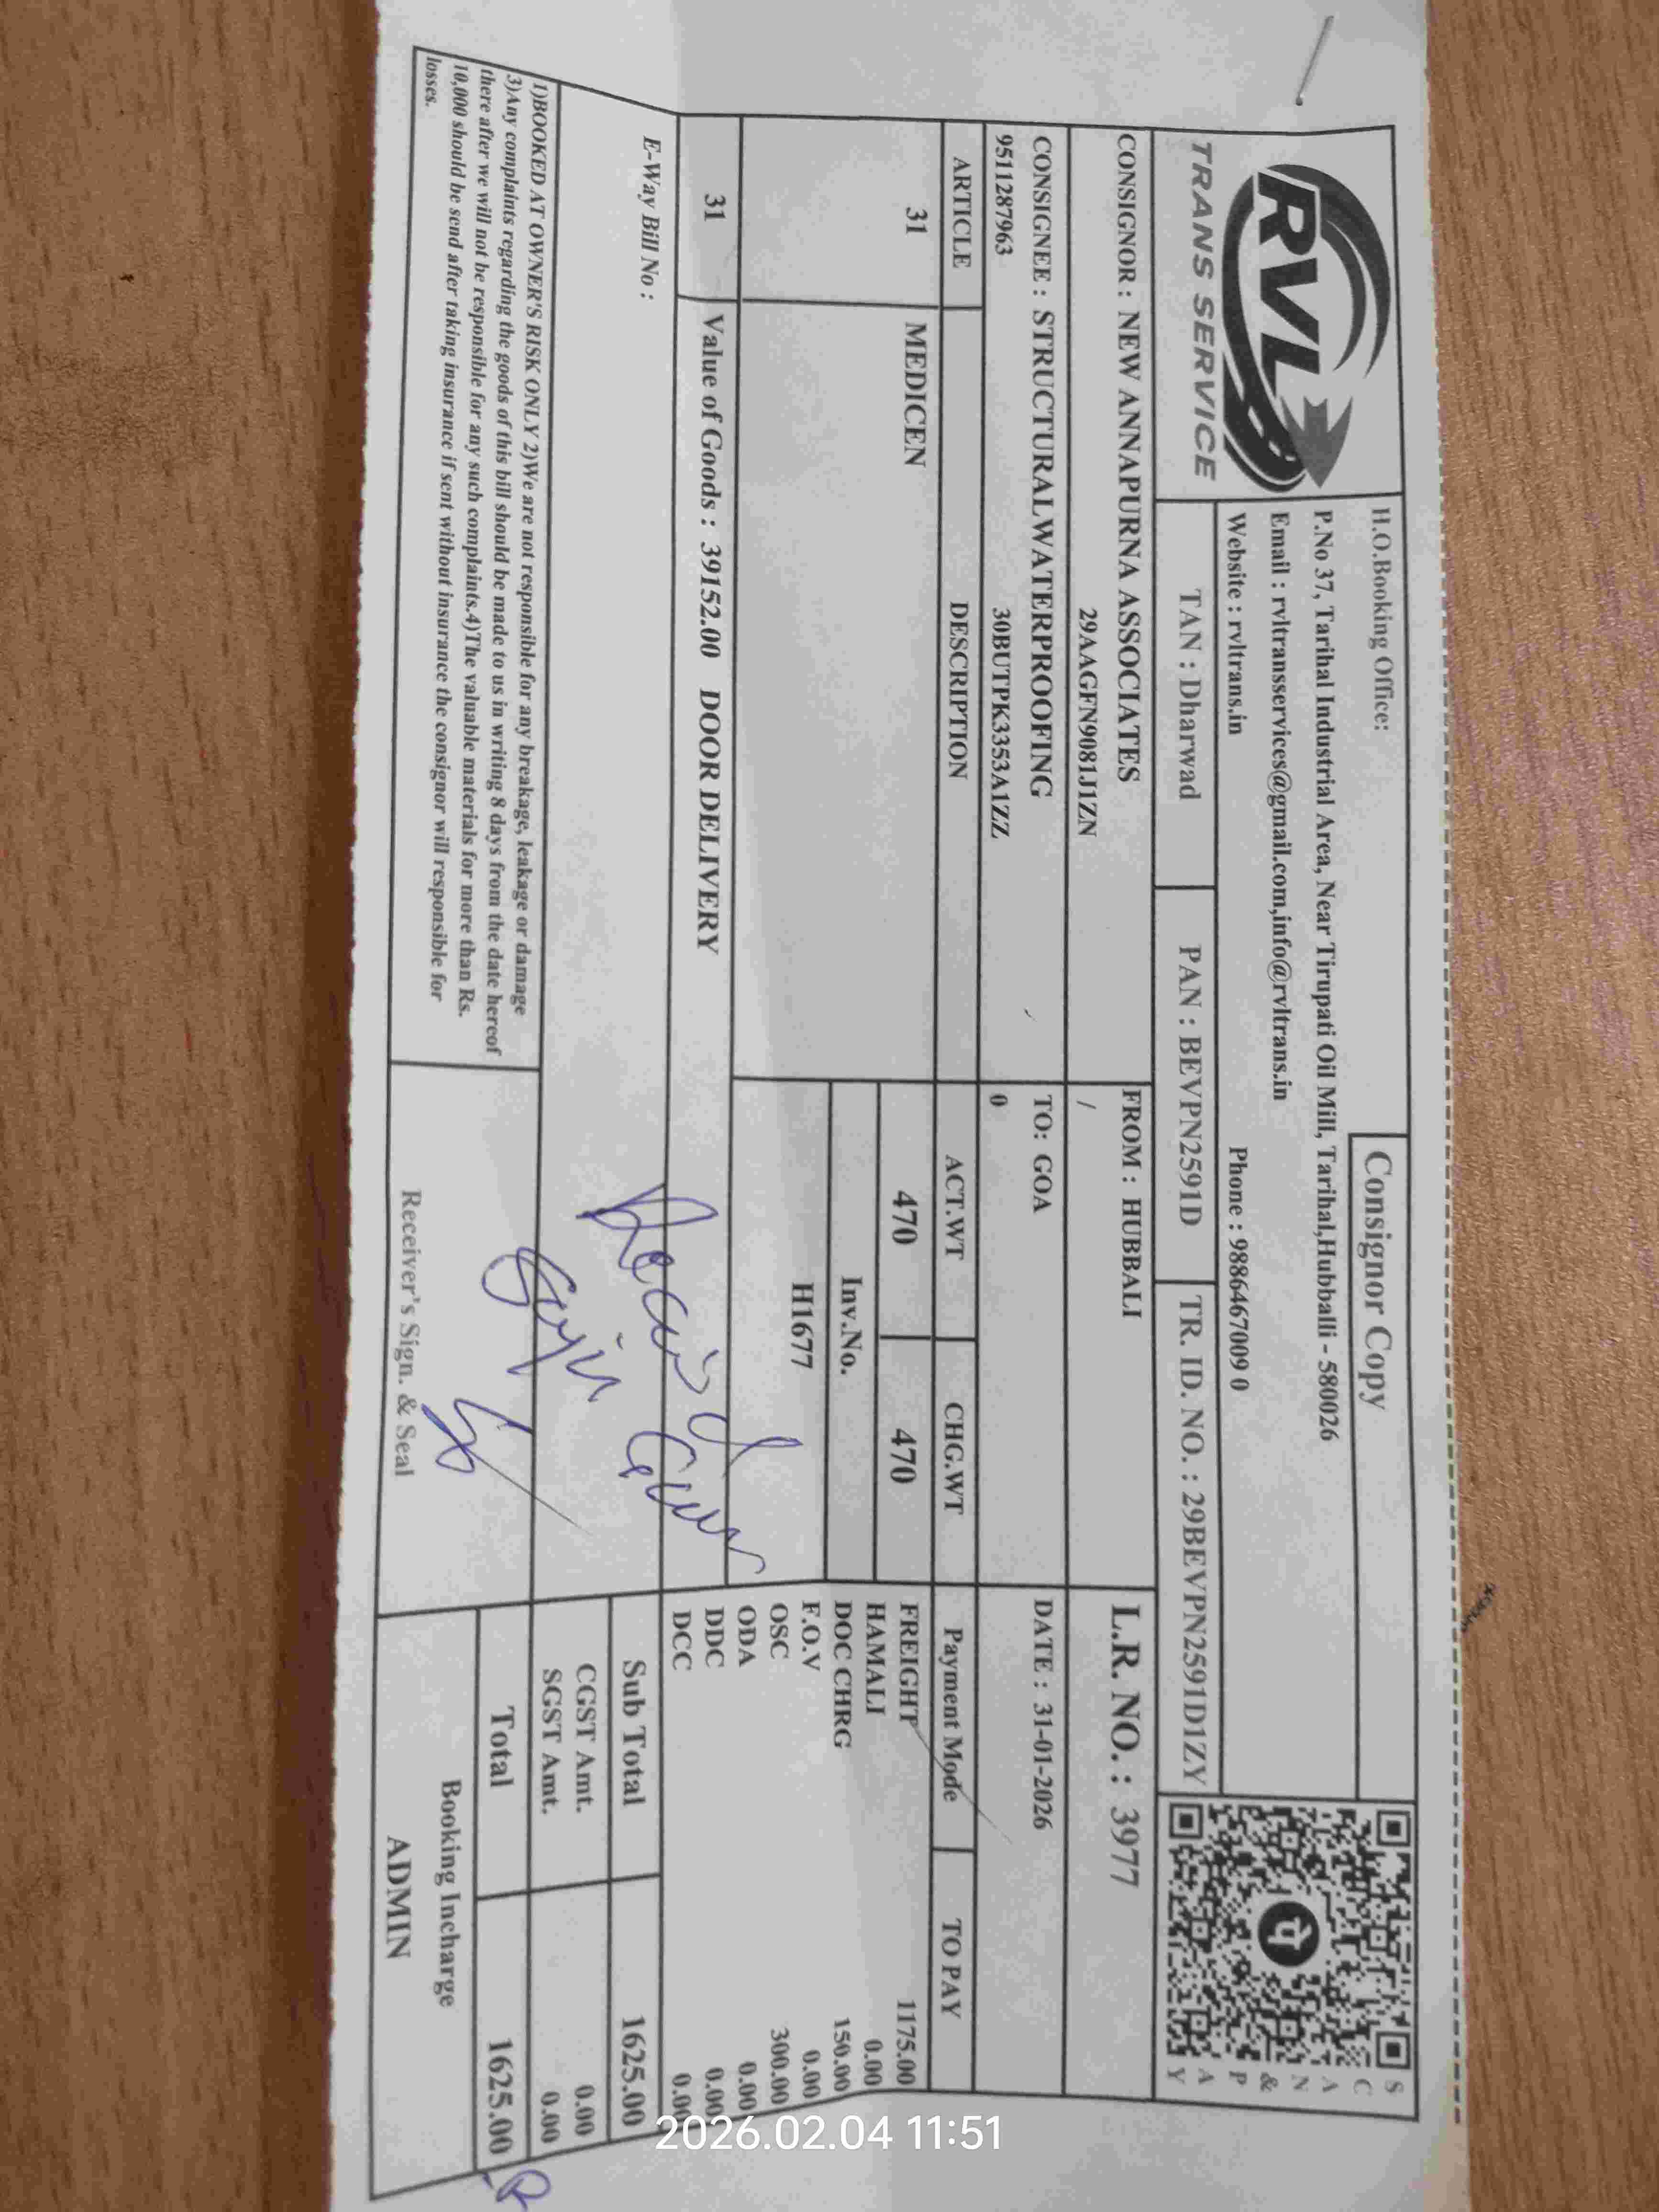 RVL
TRANS SERVICE
H.O.Booking Office:
Consignor Copy
P.No 37, Tarihal Industrial Area, Near Tirupati Oil Mill, Tarihal,Hubballi - 580026
Email : rvltransservices@gmail.com,info@rvltrans.in
Website : rvltrans.in Phone : 9886467009 0
TAN : Dharwad PAN : BEVPN2591D TR. ID. NO. : 29BEVPN2591D1ZY
SCAN & PAY
CONSIGNOR : NEW ANNAPURNA ASSOCIATES FROM : HUBBALI L.R. NO. : 3977
29AAGFN9081J1ZN /
CONSIGNEE : STRUCTURALWATERPROOFING TO: GOA DATE : 31-01-2026
9511287963 30BUTPK3353A1ZZ 0
ARTICLE DESCRIPTION ACT.WT CHG.WT Payment Mode TO PAY
31 MEDICEN 470 470 FREIGHT 1175.00
HAMALI 0.00
Inv.No. DOC CHRG 150.00
H1677 F.O.V 0.00
OSC 300.00
ODA 0.00
31 Value of Goods : 39152.00 DOOR DELIVERY DDC 0.00
DCC 0.00
E-Way Bill No : Sub Total 1625.00
CGST Amt. 0.00
SGST Amt. 0.00
Total 1625.00
1)BOOKED AT OWNER'S RISK ONLY 2)We are not responsible for any breakage, leakage or damage
3)Any complaints regarding the goods of this bill should be made to us in writing 8 days from the date hereof
there after we will not be responsible for any such complaints.4)The valuable materials for more than Rs.
10,000 should be send after taking insurance if sent without insurance the consignor will responsible for
losses.
Receiver's Sign. & Seal
Booking Incharge
ADMIN
2026.02.04 11:51